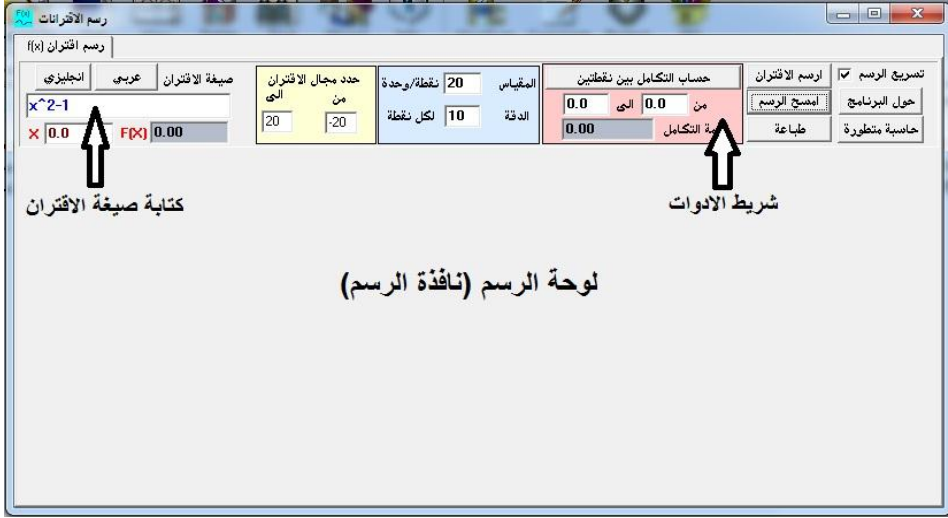 رسم الاقترانات
رسم اقتران f(x)
تسريع الرسم
ارسم الاقتران
حول البرنامج
امسح الرسم
حاسبة متطورة
طباعة
حساب التكامل بين نقطتين
من 0.0 الى 0.0
مة التكامل 0.00
المقياس 20 نقطة/وحدة
الدقة 10 لكل نقطة
حدد مجال الاقتران
من الى
-20 20
صيغة الاقتران عربي انجليزي
x^2-1
X 0.0 F(X) 0.00
شريط الادوات
كتابة صيغة الاقتران
لوحة الرسم (نافذة الرسم)